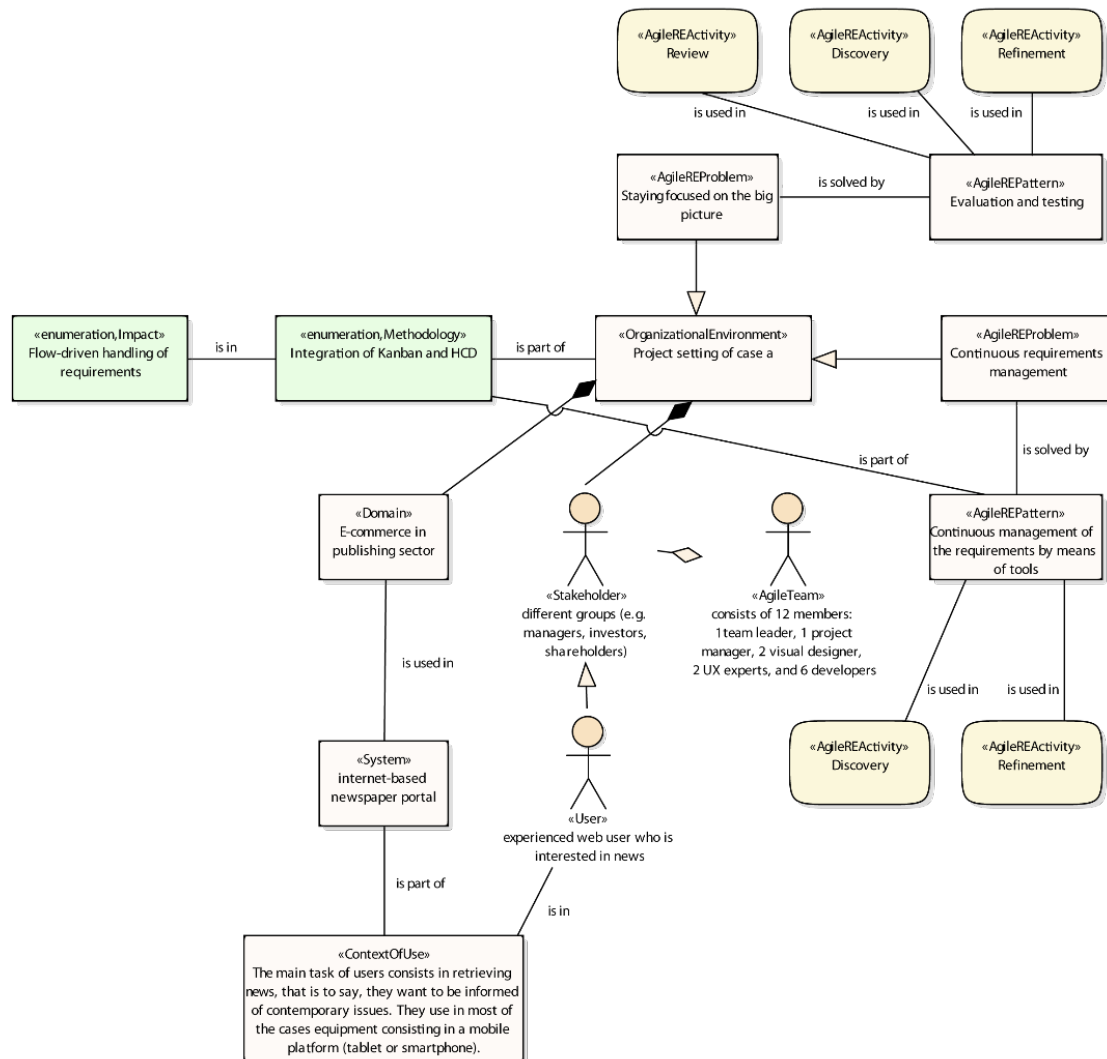 «AgileREActivity»
Review
«AgileREActivity»
Discovery
«AgileREActivity»
Refinement
is used in
is used in
is used in
«AgileREProblem»
Staying focused on the big
picture
is solved by
«AgileREPattern»
Evaluation and testing
«enumeration,Impact»
Flow-driven handling of
requirements
is in
«enumeration,Methodology»
Integration of Kanban and HCD
is part of
«OrganizationalEnvironment»
Project setting of case a
«AgileREProblem»
Continuous requirements
management
is part of
is solved by
«Domain»
E-commerce in
publishing sector
«Stakeholder»
different groups (e.g.
managers, investors,
shareholders)
«AgileTeam»
consists of 12 members:
1team leader, 1 project
manager, 2 visual designer,
2 UX experts, and 6 developers
«AgileREPattern»
Continuous management of
the requirements by means
of tools
is used in
is used in
is used in
«AgileREActivity»
Discovery
«AgileREActivity»
Refinement
«System»
internet-based
newspaper portal
«User»
experienced web user who is
interested in news
is part of
is in
«ContextOfUse»
The main task of users consists in retrieving
news, that is to say, they want to be informed
of contemporary issues. They use in most of
the cases equipment consisting in a mobile
platform (tablet or smartphone).